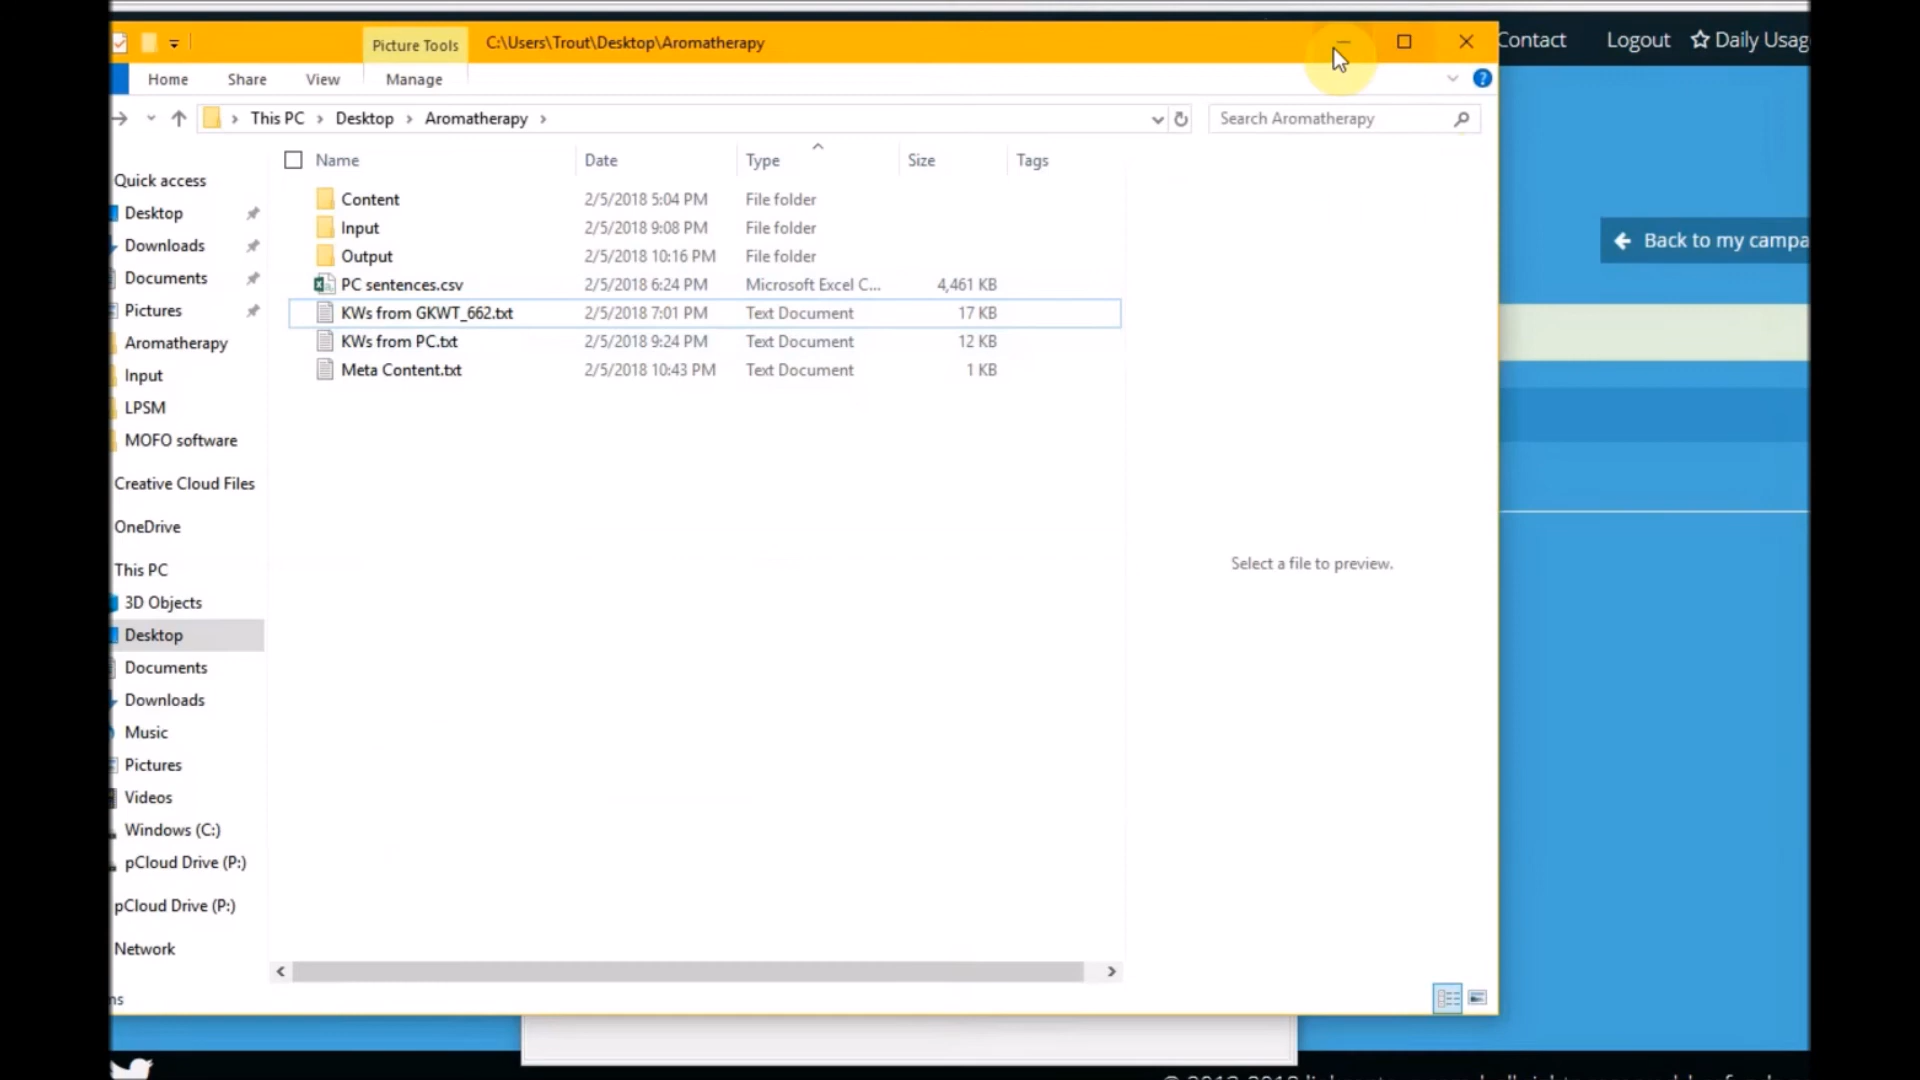 Picture Tools C:\Users\Trout\Desktop\Aromatherapy
Contact Logout Daily Usag
Home Share View Manage
This PC Desktop Aromatherapy Search Aromatherapy
Name Date Type Size Tags
Content 2/5/2018 5:04 PM File folder
Input 2/5/2018 9:08 PM File folder
Output 2/5/2018 10:16 PM File folder
PC sentences.csv 2/5/2018 6:24 PM Microsoft Excel C... 4,461 KB
KWs from GKWT_662.txt 2/5/2018 7:01 PM Text Document 17 KB
KWs from PC.txt 2/5/2018 9:24 PM Text Document 12 KB
Meta Content.txt 2/5/2018 10:43 PM Text Document 1 KB
Quick access
Desktop
Downloads
Documents
Pictures
Aromatherapy
Input
LPSM
MOFO software
Creative Cloud Files
OneDrive
This PC
3D Objects
Desktop
Documents
Downloads
Music
Pictures
Videos
Windows (C:)
pCloud Drive (P:)
pCloud Drive (P:)
Network
ns
Select a file to preview.
Back to my campa